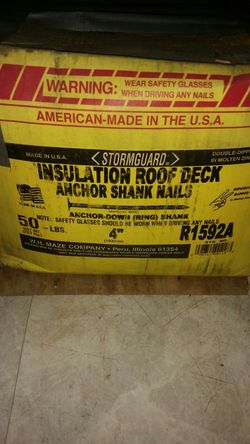 WARNING: WEAR SAFETY GLASSES
WHEN DRIVING ANY NAILS
AMERICAN-MADE IN THE U.S.A.
MADE IN U.S.A.
STORMGUARD
DOUBLE-DIPP
IN MOLTEN ZIN
INSULATION ROOF DECK
ANCHOR SHANK NAILS
ANCHOR-DOWN (RING) SHANK
NOTE: SAFETY GLASSES SHOULD BE WORN WHEN DRIVING ANY NAILS
50
-LBS.
4"
R1592A
W.H. MAZE COMPANY • Peru, Illinois 61354